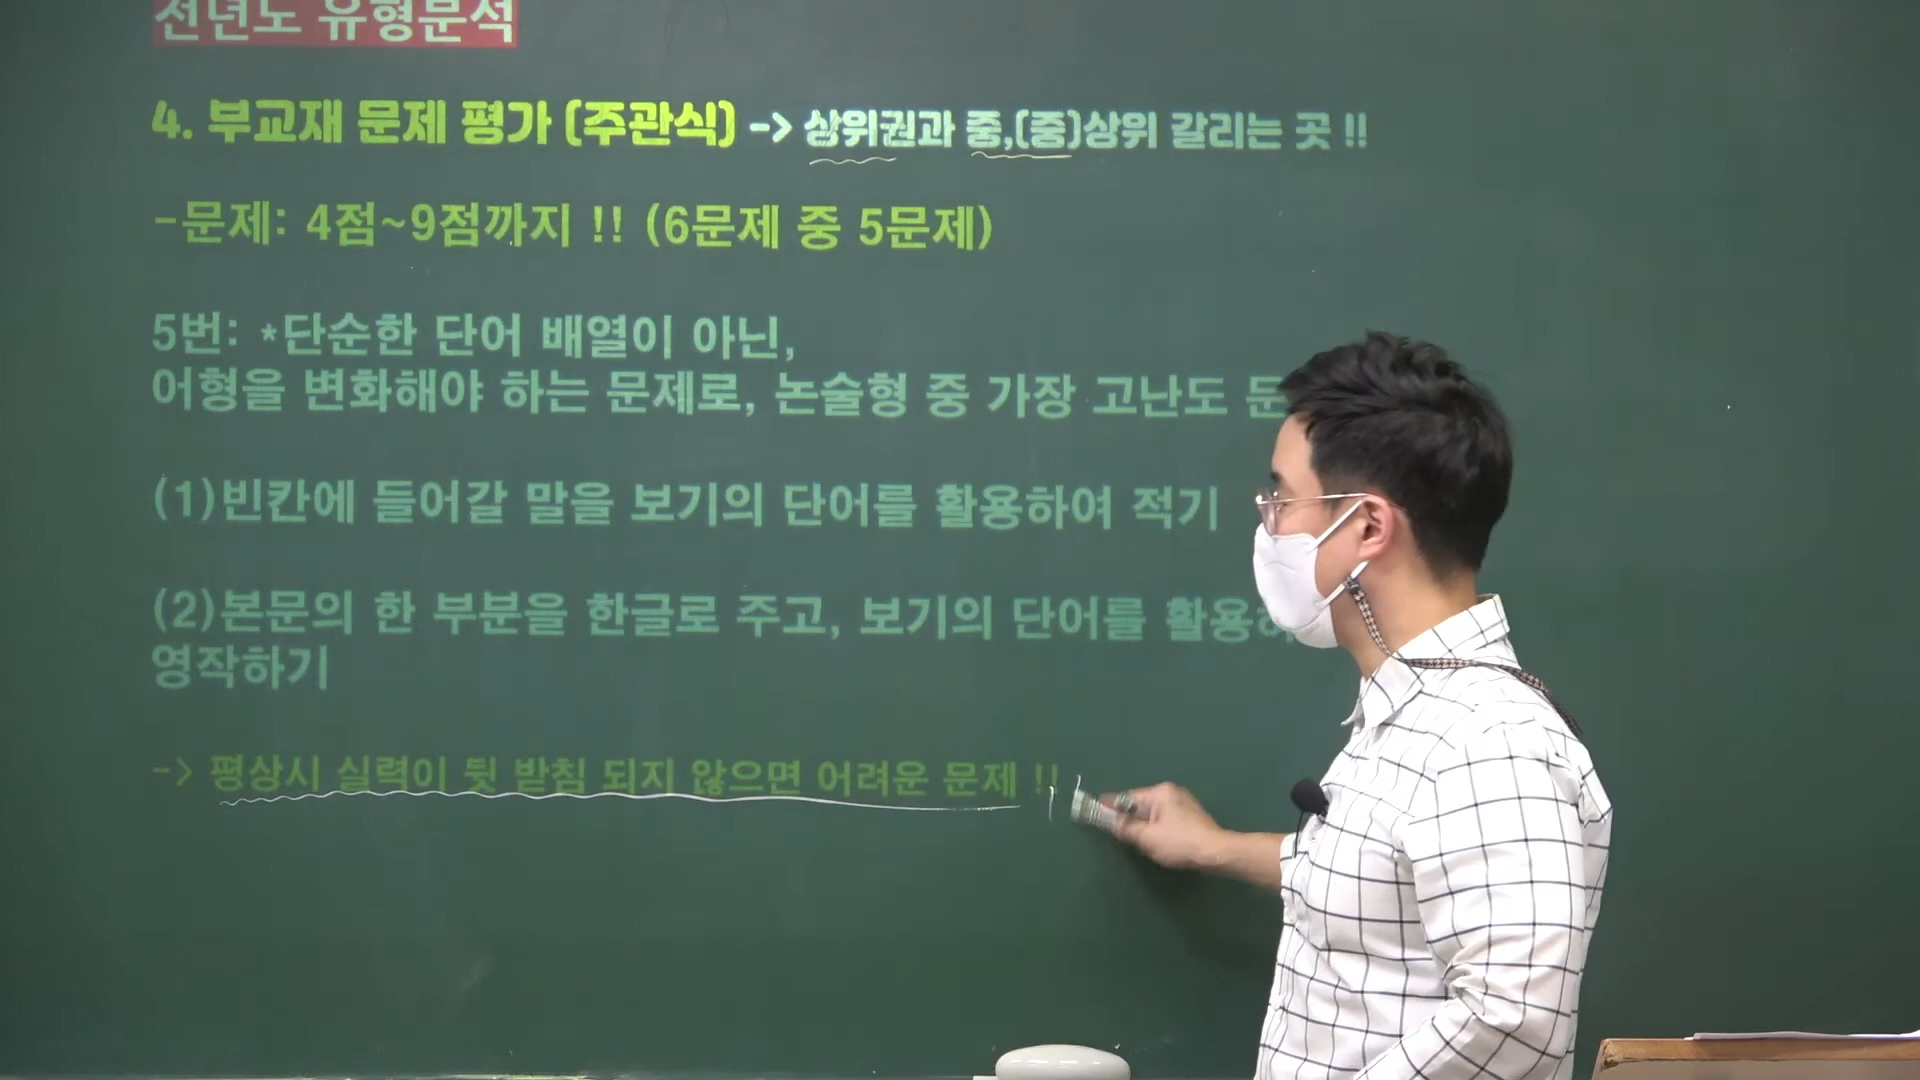 전년도 유형분석
4. 부교재 문제 평가 (주관식) -> 상위권과 중,(중)상위 갈리는 곳 !!
-문제: 4점~9점까지 !! (6문제 중 5문제)
5번: *단순한 단어 배열이 아닌,
어형을 변화해야 하는 문제로, 논술형 중 가장 고난도
(1)빈칸에 들어갈 말을 보기의 단어를 활용하여 적기
(2)본문의 한 부분을 한글로 주고, 보기의 단어를
영작하기
-> 평상시 실력이 뒷 받침 되지 않으면 어려운 문제 !!